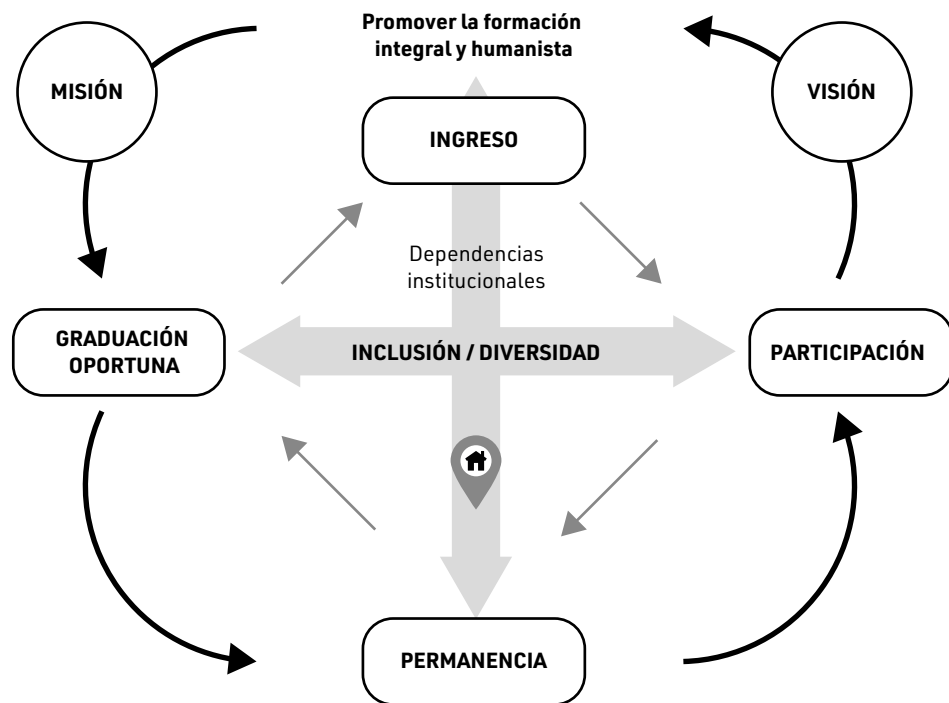 Promover la formación
integral y humanista
MISIÓN
VISIÓN
INGRESO
Dependencias
institucionales
GRADUACIÓN
OPORTUNA
INCLUSIÓN / DIVERSIDAD
PARTICIPACIÓN
PERMANENCIA